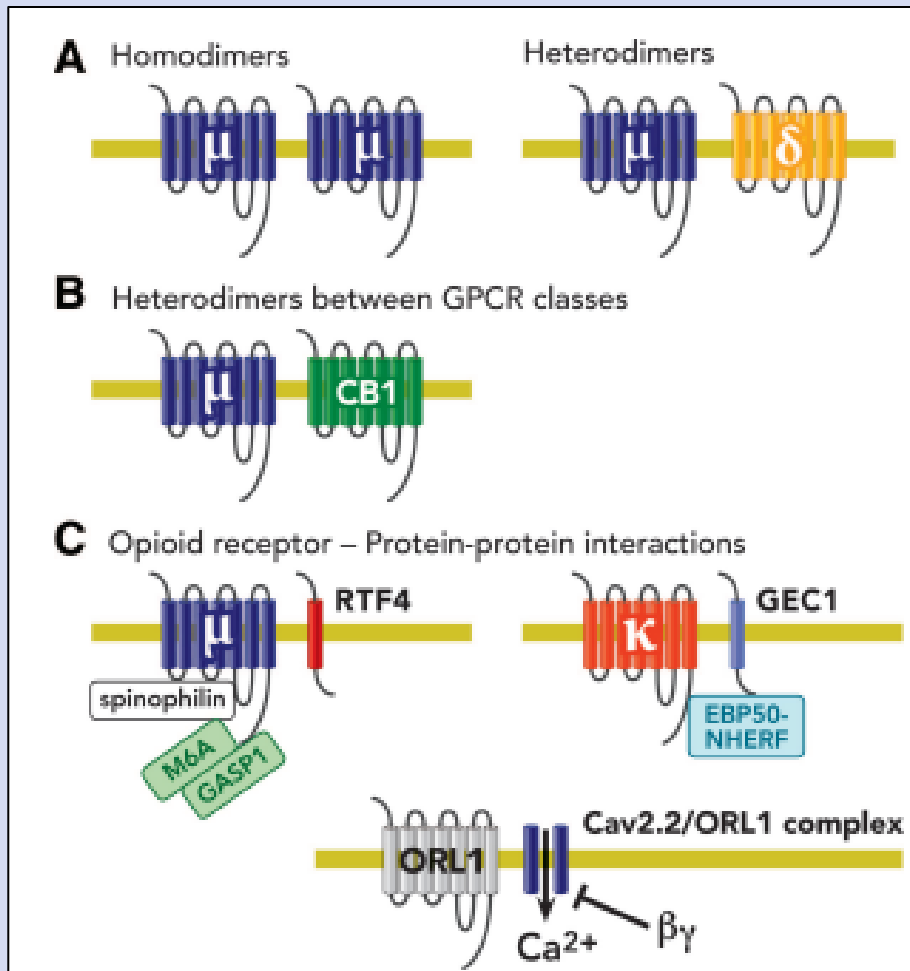 A Homodimers
Heterodimers
μ
μ
μ
δ
B Heterodimers between GPCR classes
μ
CB1
C Opioid receptor – Protein-protein interactions
μ
RTF4
κ
GEC1
spinophilin
M6A
GASP1
EBP50-
NHERF
ORL1
Cav2.2/ORL1 complex
Ca²⁺
βγ